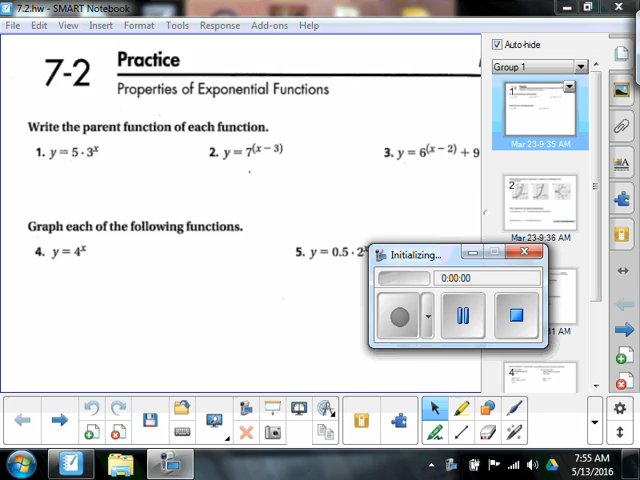 7.2.hw - SMART Notebook
File Edit View Insert Format Tools Response Add-ons Help
Auto-hide
Group 1
7-2
Practice
Properties of Exponential Functions
Write the parent function of each function.
1. y = 5 · 3ˣ
2. y = 7⁽ˣ ⁻ ³⁾
3. y = 6⁽ˣ ⁻ ²⁾ + 9
Graph each of the following functions.
4. y = 4ˣ
5. y = 0.5 · 2ˣ
1
Mar 23-9:35 AM
2
Mar 23-9:36 AM
4
Initializing...
0:00:00
7:55 AM
5/13/2016